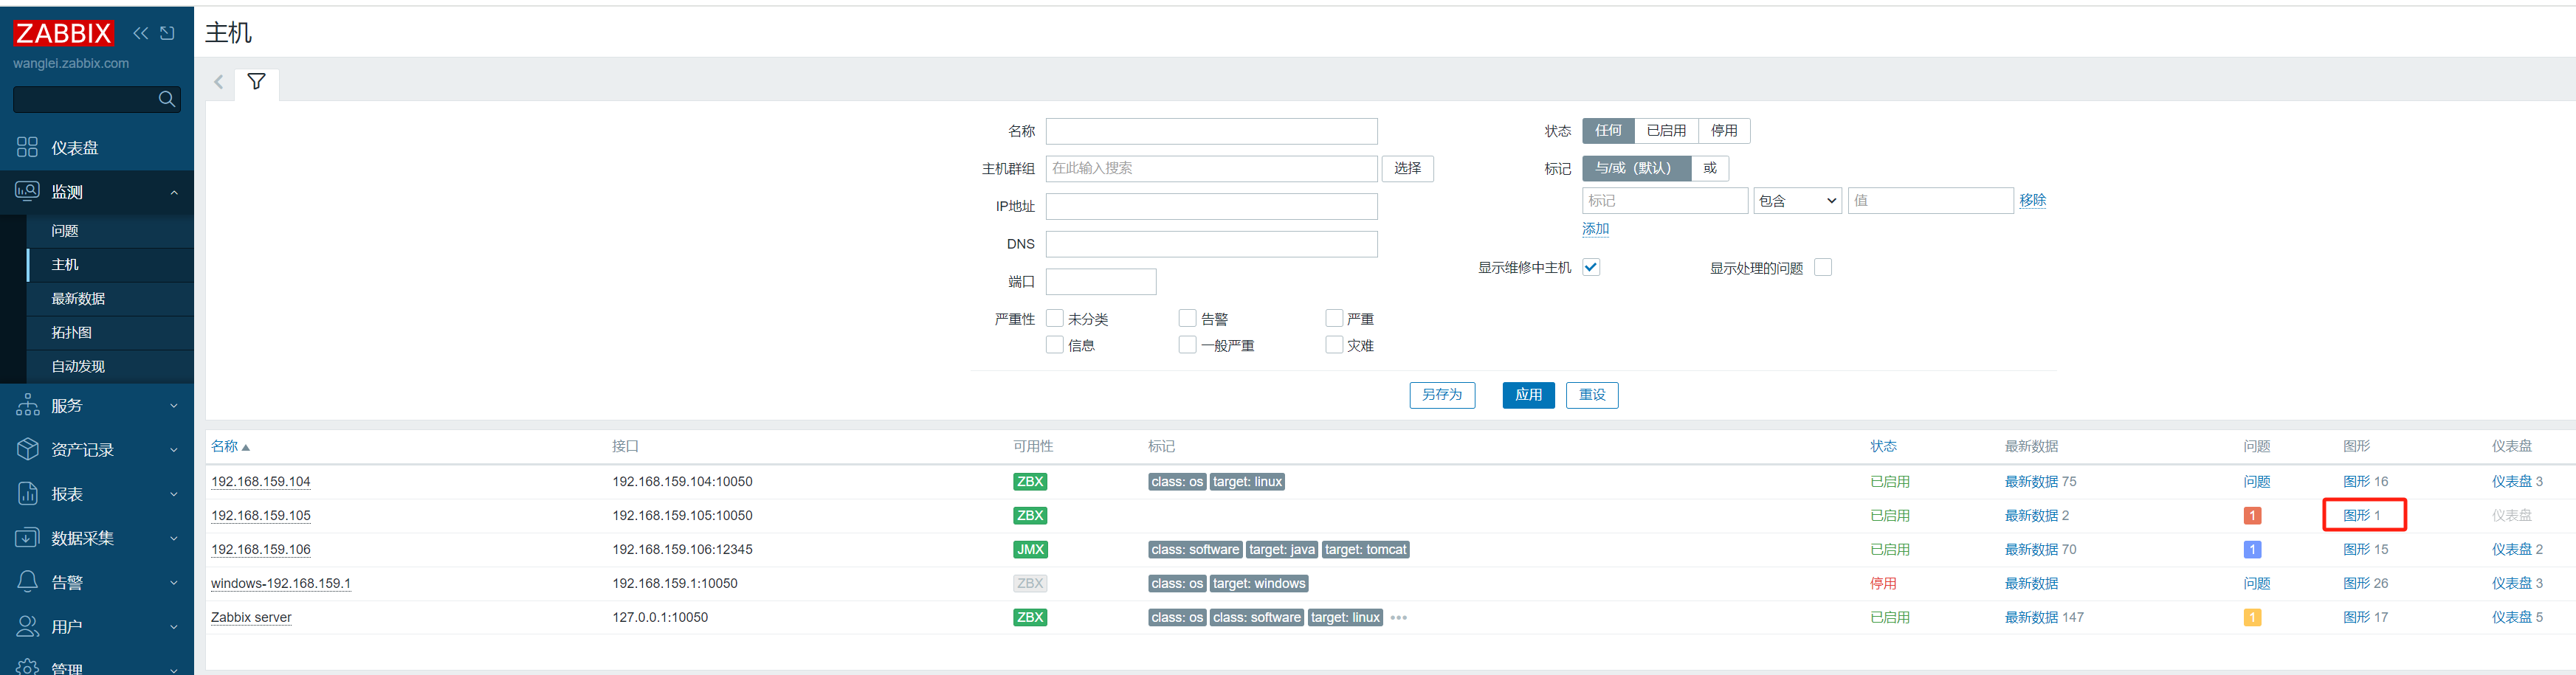 ZABBIX
wanglei.zabbix.com
仪表盘
监测
问题
主机
最新数据
拓扑图
自动发现
服务
资产记录
报表
数据采集
告警
用户
管理
主机
名称
主机群组 在此输入搜索 选择
IP地址
DNS
端口
严重性 未分类 告警 严重
信息 一般严重 灾难
状态 任何 已启用 停用
标记 与/或（默认） 或
标记 包含 值 移除
添加
显示维修中主机 显示处理的问题
另存为 应用 重设
名称 接口 可用性 标记 状态 最新数据 问题 图形 仪表盘
192.168.159.104 192.168.159.104:10050 ZBX class: os target: linux 已启用 最新数据 75 问题 图形 16 仪表盘 3
192.168.159.105 192.168.159.105:10050 ZBX 已启用 最新数据 2 1 图形 1 仪表盘
192.168.159.106 192.168.159.106:12345 JMX class: software target: java target: tomcat 已启用 最新数据 70 1 图形 15 仪表盘 2
windows-192.168.159.1 192.168.159.1:10050 ZBX class: os target: windows 停用 最新数据 问题 图形 26 仪表盘 3
Zabbix server 127.0.0.1:10050 ZBX class: os class: software target: linux ••• 已启用 最新数据 147 1 图形 17 仪表盘 5